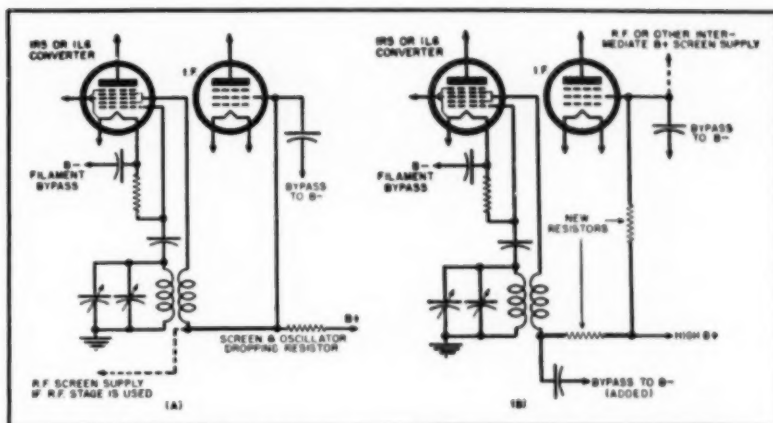 1R5 OR 1L6
CONVERTER
I.F.
B-
FILAMENT
BYPASS
BYPASS
TO B-
B+
SCREEN & OSCILLATOR
DROPPING RESISTOR
R.F. SCREEN SUPPLY
IF R.F. STAGE IS USED
(A)
R.F. OR OTHER INTER-
MEDIATE B+ SCREEN SUPPLY
1R5 OR 1L6
CONVERTER
I.F.
BYPASS
TO B-
B-
FILAMENT
BYPASS
NEW
RESISTORS
HIGH B+
BYPASS TO B-
(ADDED)
(B)